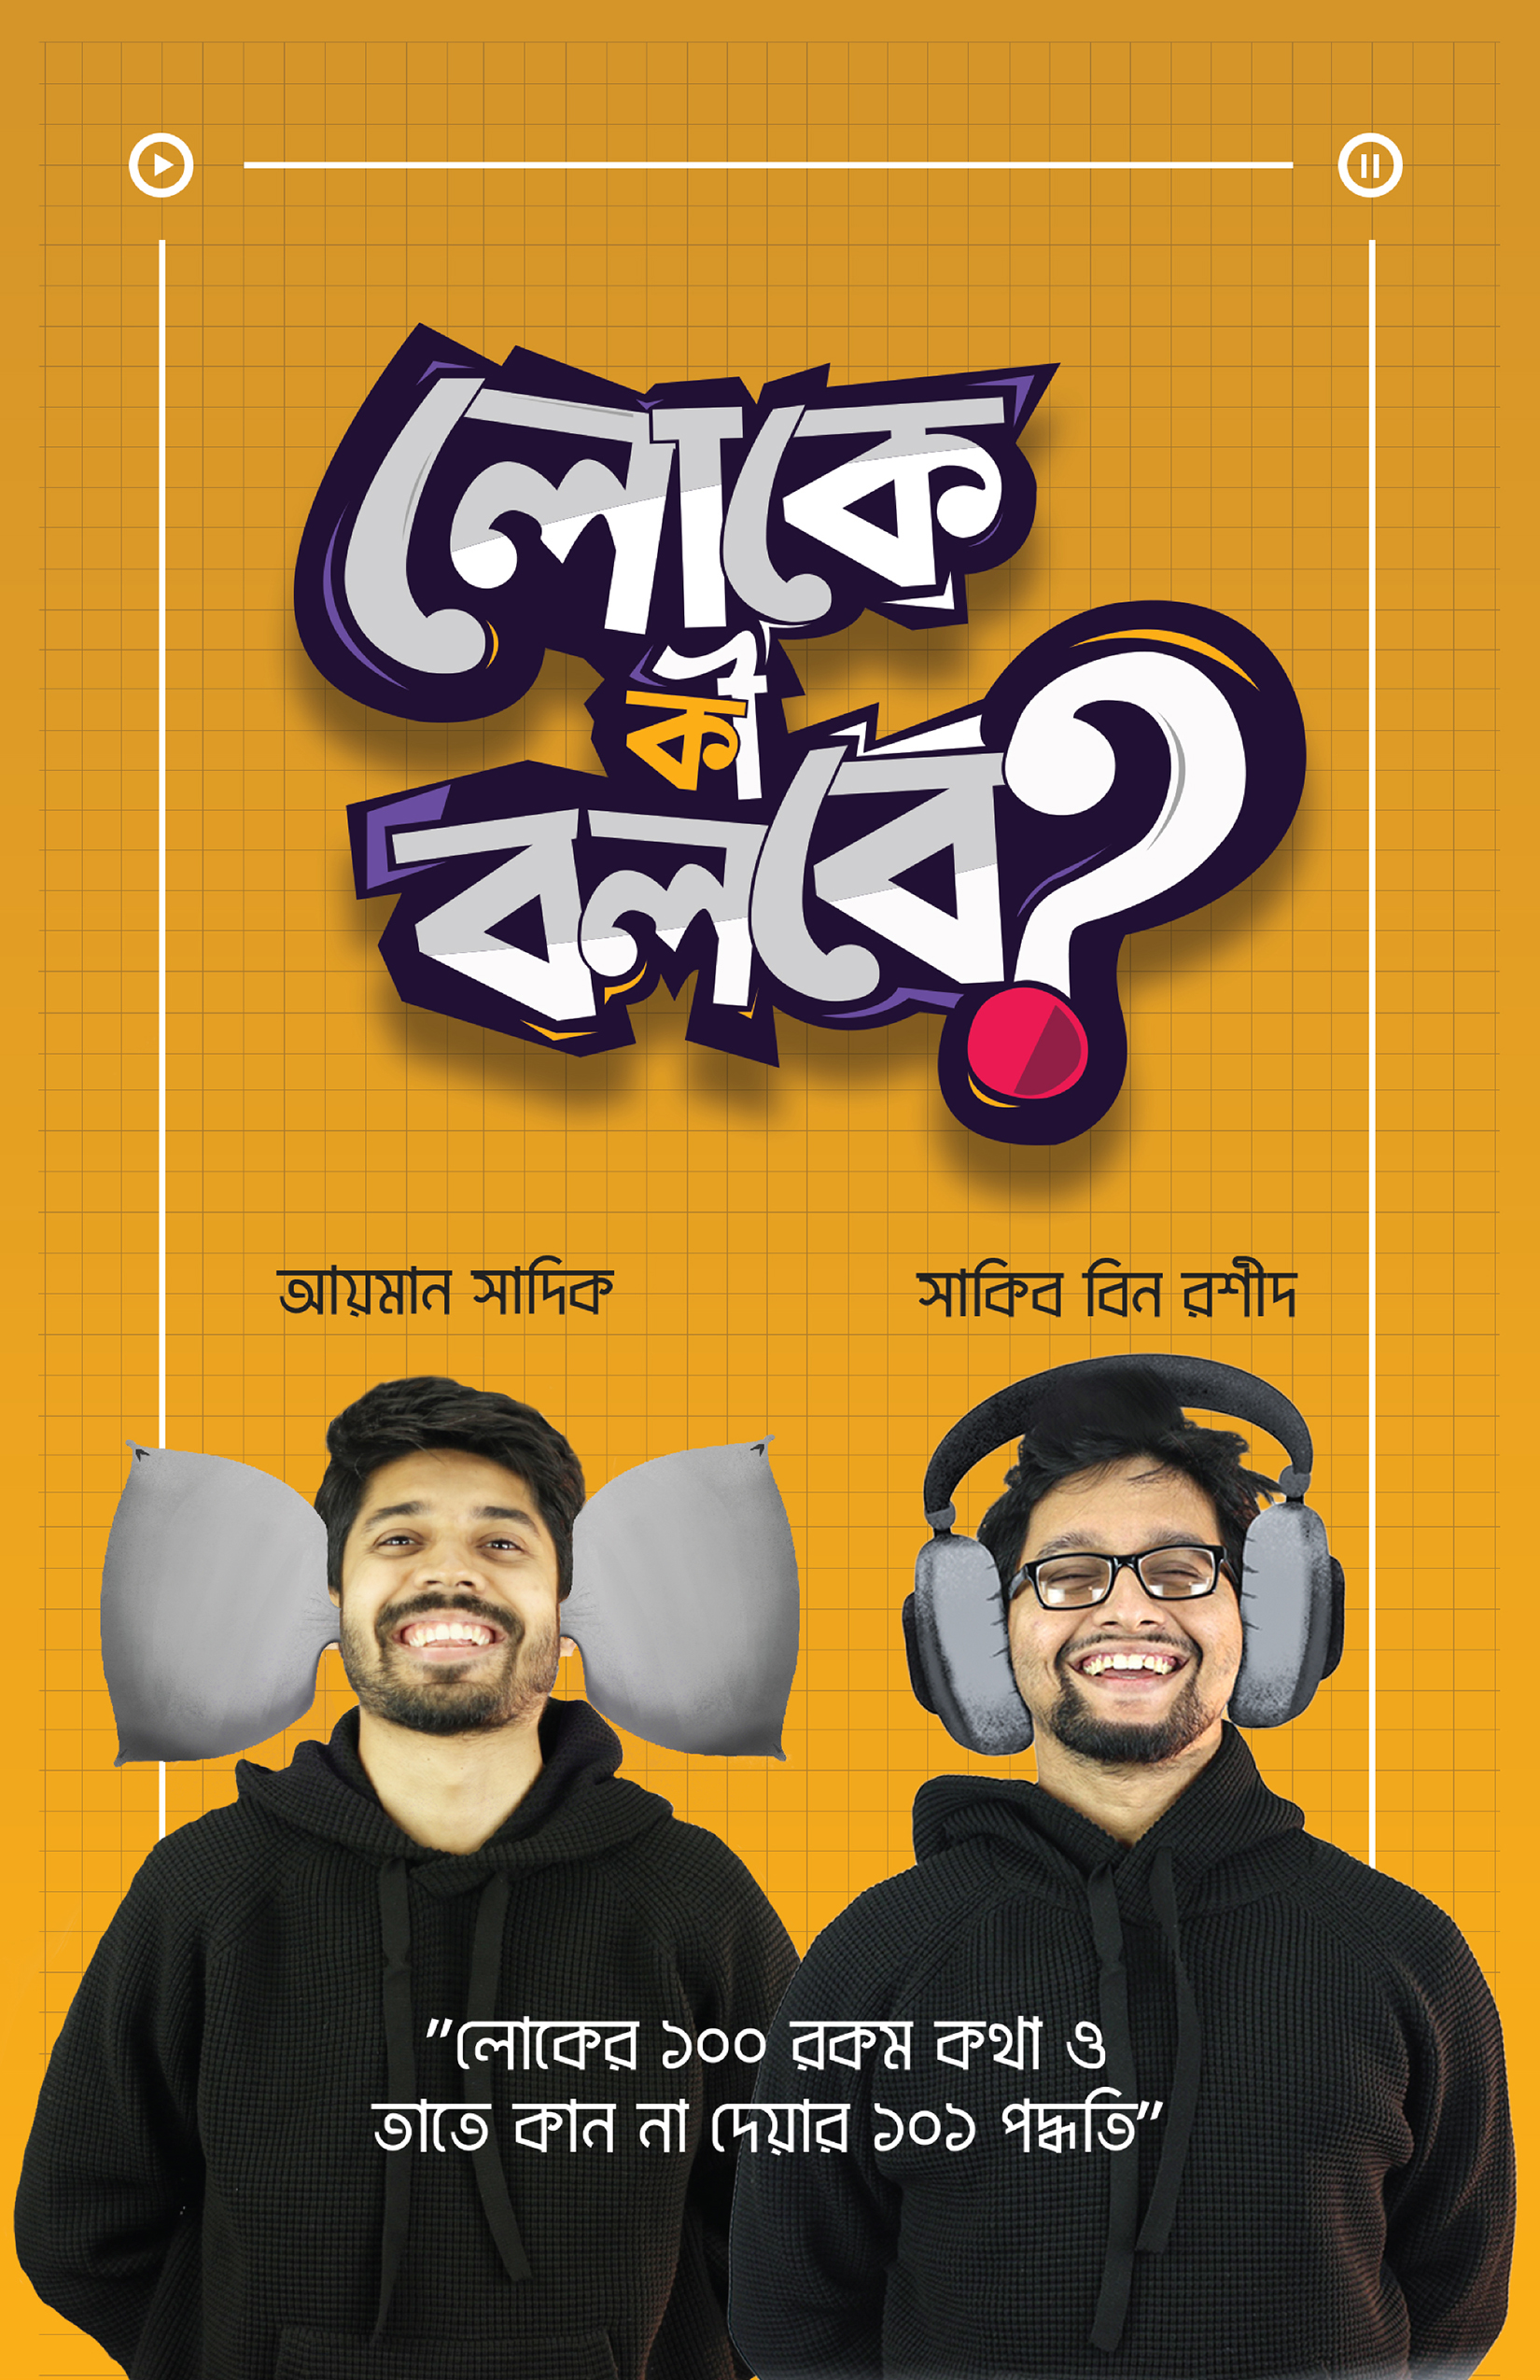 লোকে
কী
বলবে?
আয়মান সাদিক
সাকিব বিন রশীদ
”লোকের ১০০ রকম কথা ও
তাতে কান না দেয়ার ১০১ পদ্ধতি”